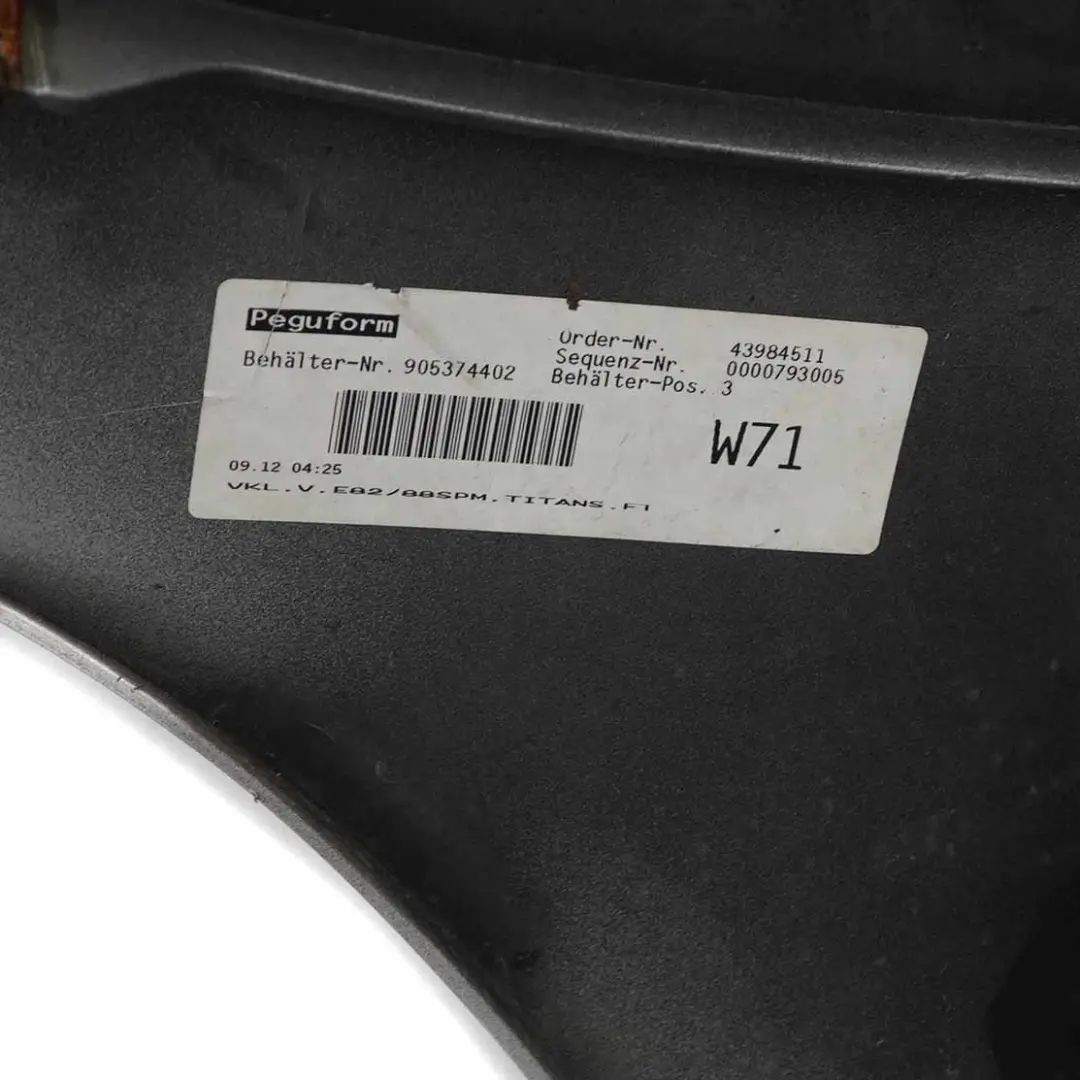 Peguform
Order-Nr. 43984511
Behälter-Nr. 905374402
Sequenz-Nr. 0000793005
Behälter-Pos. 3
W71
09.12 04:25
VKL.V.E82/88SPM.TITANS.FI